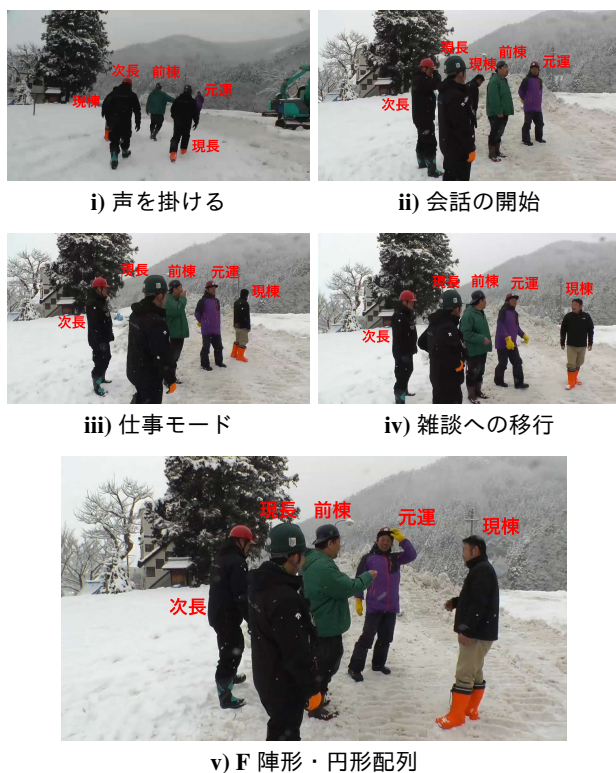 次長 前棟 元運
現棟
現長
i) 声を掛ける
現長 前棟 元運
現棟
次長
ii) 会話の開始
現長 前棟 元運 現棟
次長
iii) 仕事モード
現長 前棟 元運 現棟
次長
iv) 雑談への移行
現長 前棟 元運 現棟
次長
v) F 陣形・円形配列